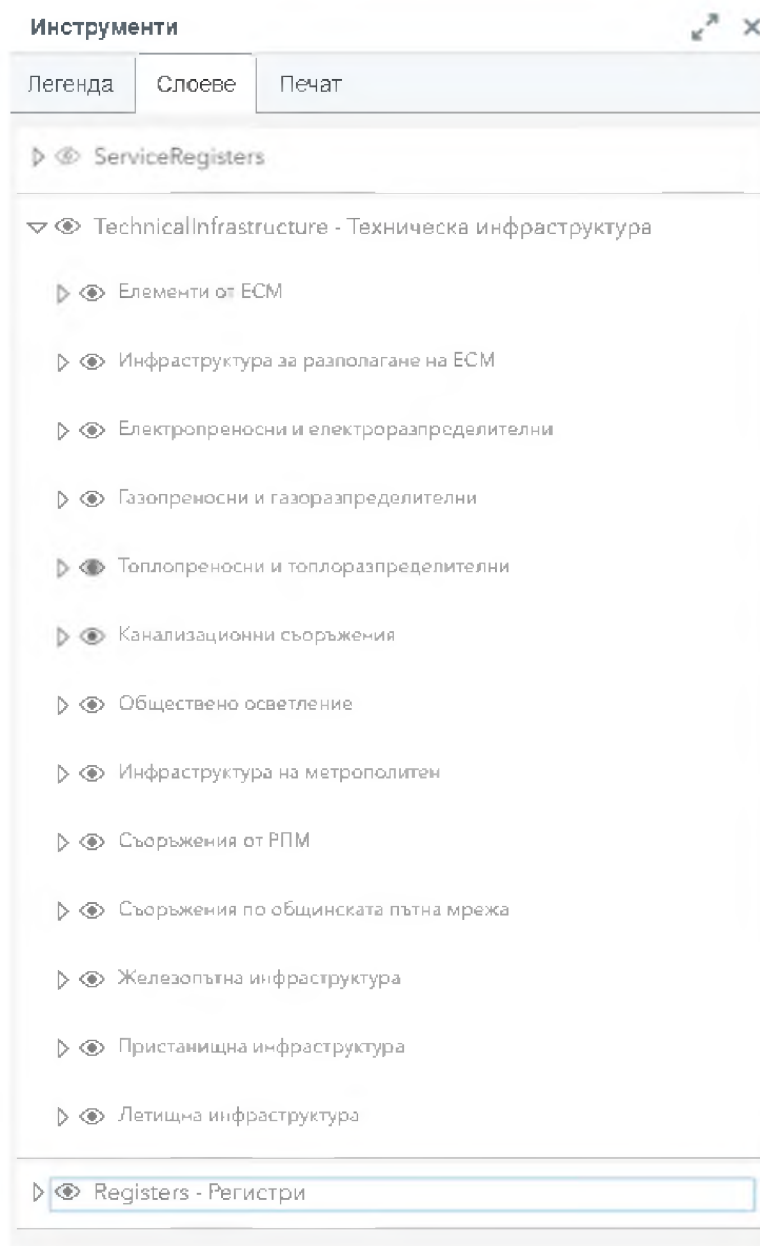 Инструменти
Легенда Слоеве Печат
ServiceRegisters
TechnicalInfrastructure - Техническа инфраструктура
Елементи от ЕСМ
Инфраструктура за разполагане на ЕСМ
Електропреносни и електроразпределителни
Газопреносни и газоразпределителни
Топлопреносни и топлоразпределителни
Канализационни съоръжения
Обществено осветление
Инфраструктура на метрополитен
Съоръжения от РПМ
Съоръжения по общинската пътна мрежа
Железопътна инфраструктура
Пристанищна инфраструктура
Летищна инфраструктура
Registers - Регистри